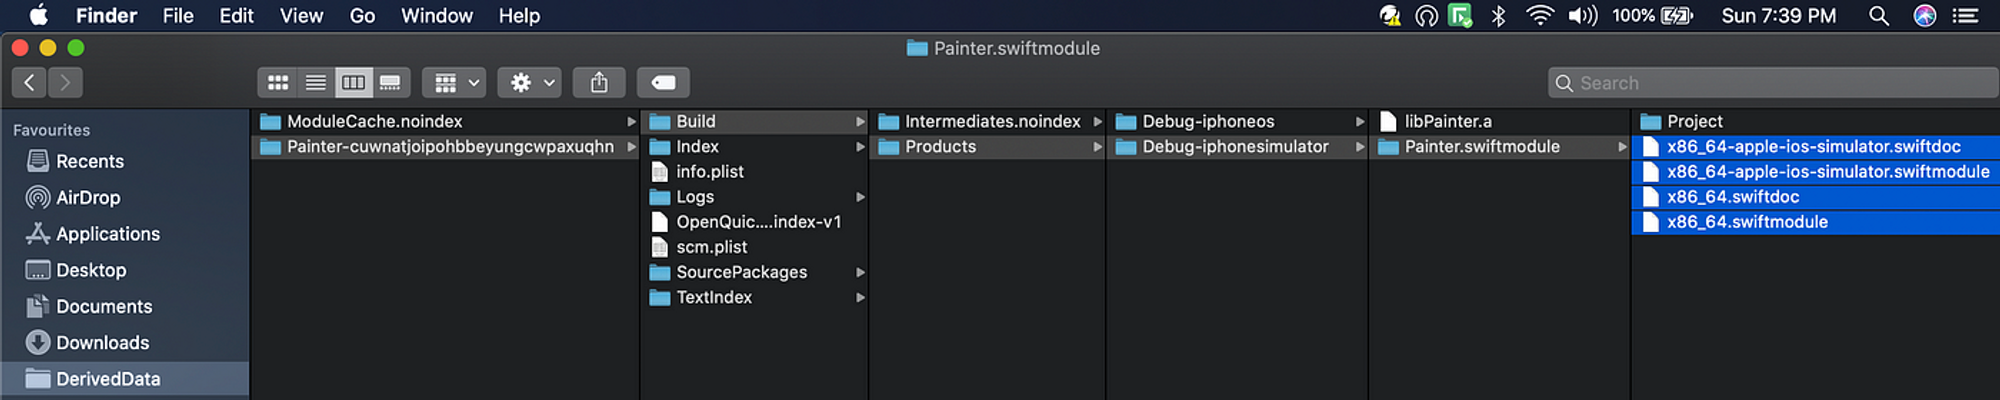 Finder File Edit View Go Window Help 100% Sun 7:39 PM
Painter.swiftmodule
Search
Favourites
Recents
AirDrop
Applications
Desktop
Documents
Downloads
DerivedData
ModuleCache.noindex
Painter-cuwnatjoipohbbeyungcwpaxuqhn
Build
Index
info.plist
Logs
OpenQuic....index-v1
scm.plist
SourcePackages
TextIndex
Intermediates.noindex
Products
Debug-iphoneos
Debug-iphonesimulator
libPainter.a
Painter.swiftmodule
Project
x86_64-apple-ios-simulator.swiftdoc
x86_64-apple-ios-simulator.swiftmodule
x86_64.swiftdoc
x86_64.swiftmodule